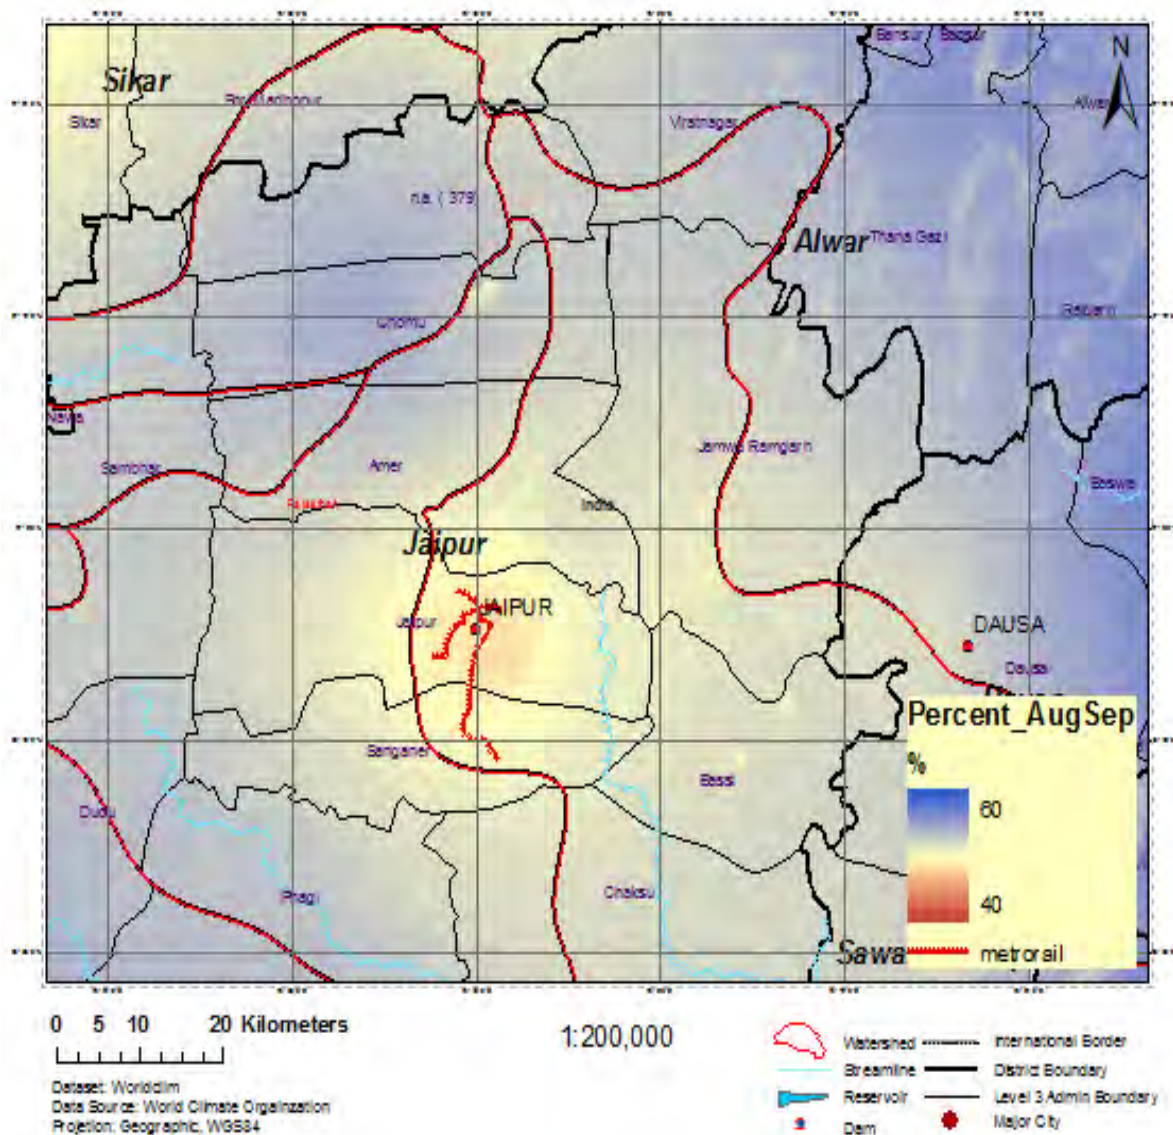 N
Bansur
Sikar
Sikar
Alwar
Viratnagar
n.a. ( 379)
Alwar
Thana Gazi
Chomu
Sambhar
Amer
Jamwa Ramgarh
India
Baswa
Jaipur
JAIPUR
Jaipur
DAUSA
Dausa
Sanganer
Bassi
Dudu
Phagi
Chaksu
Sawa
Percent_AugSep
%
60
40
metrorail
0 5 10 20 Kilometers
1:200,000
Dataset: Worldclim
Data Source: World Climate Orgainzation
Projetion: Geographic, WGS84
Watershed
Streamline
Reservoir
Dam
International Border
District Boundary
Level 3 Admin Boundary
Major City